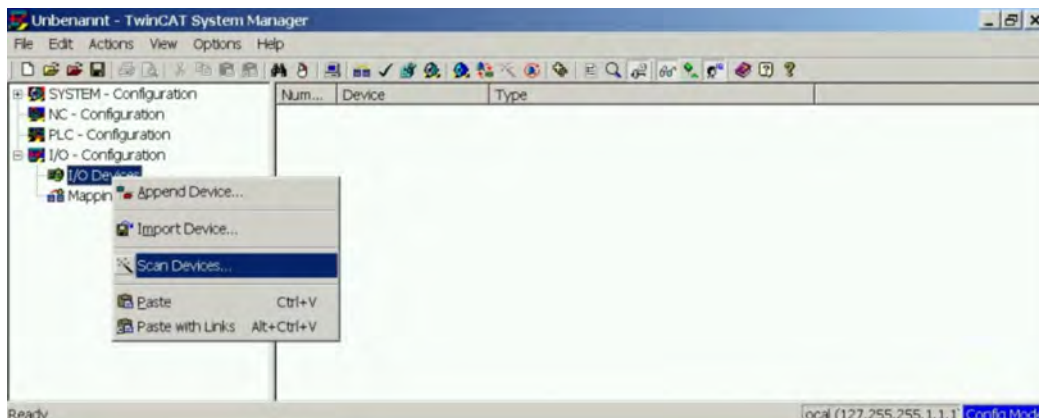 Unbenannt - TwinCAT System Manager
File Edit Actions View Options Help
SYSTEM - Configuration
NC - Configuration
PLC - Configuration
I/O - Configuration
I/O Devices
Mappin
Num... Device Type
Append Device...
Import Device...
Scan Devices...
Paste Ctrl+V
Paste with Links Alt+Ctrl+V
Ready
ocal (127.255.255.1.1.1) Config Mode